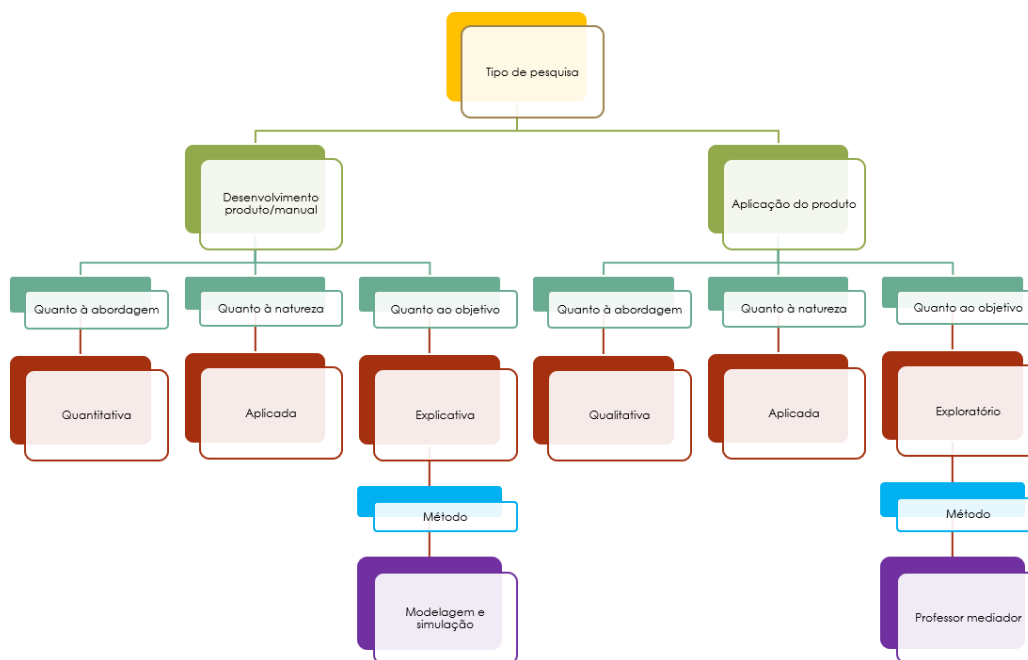 Tipo de pesquisa
Desenvolvimento
produto/manual
Aplicação do produto
Quanto à abordagem
Quanto à natureza
Quanto ao objetivo
Quanto à abordagem
Quanto à natureza
Quanto ao objetivo
Quantitativa
Aplicada
Explicativa
Qualitativa
Aplicada
Exploratório
Método
Método
Modelagem e
simulação
Professor mediador